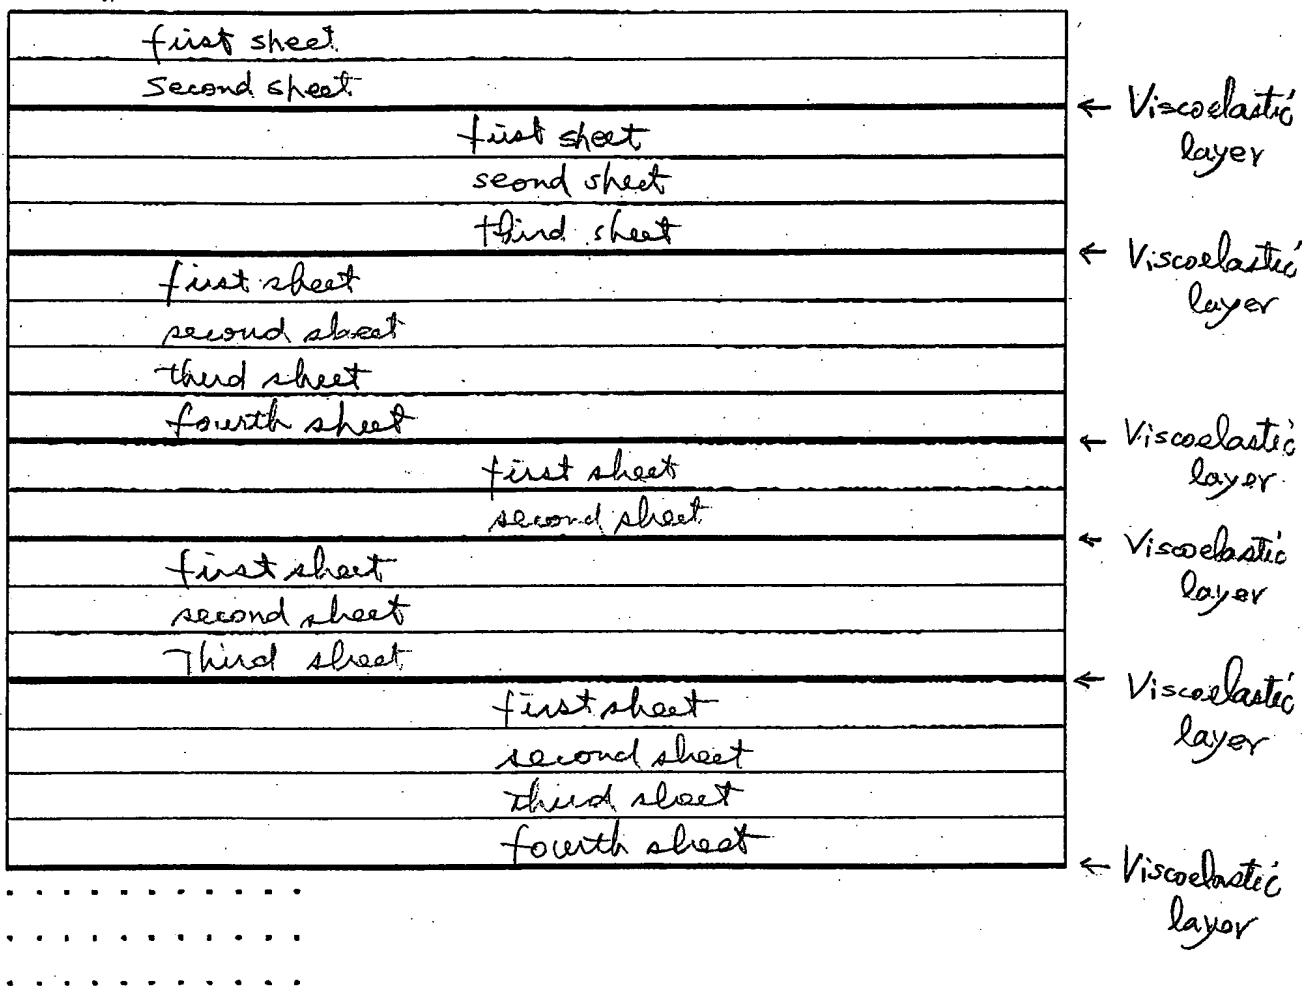 first sheet
second sheet
← Viscoelastic
layer
first sheet
seond sheet
third sheet
← Viscoelastic
layer
first sheet
second sheet
third sheet
fourth sheet
← Viscoelastic
layer
first sheet
second sheet
← Viscoelastic
layer
first sheet
second sheet
Third sheet
← Viscoelastic
layer
first sheet
second sheet
third sheet
fourth sheet
← Viscoelastic
layer